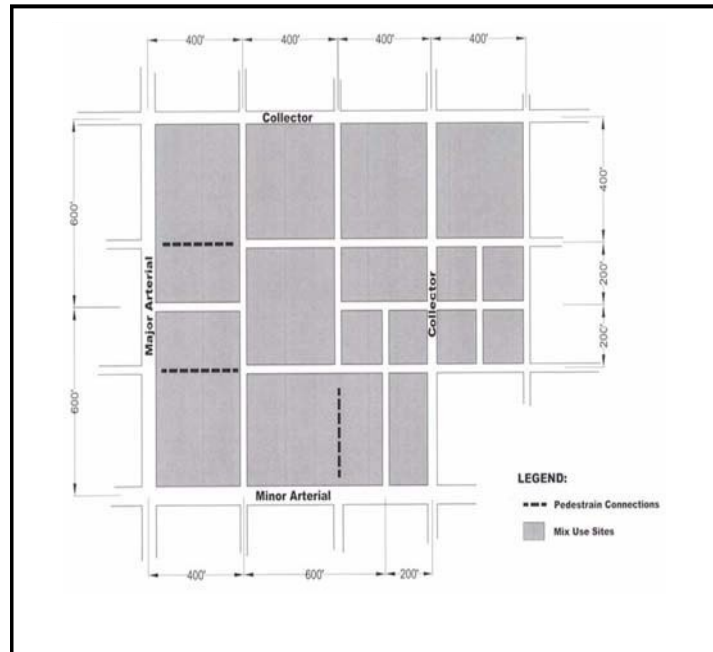 400'
400'
400'
400'
Collector
600'
400'
Major Arterial
Collector
200'
200'
600'
LEGEND:
Pedestrain Connections
Mix Use Sites
Minor Arterial
400'
600'
200'